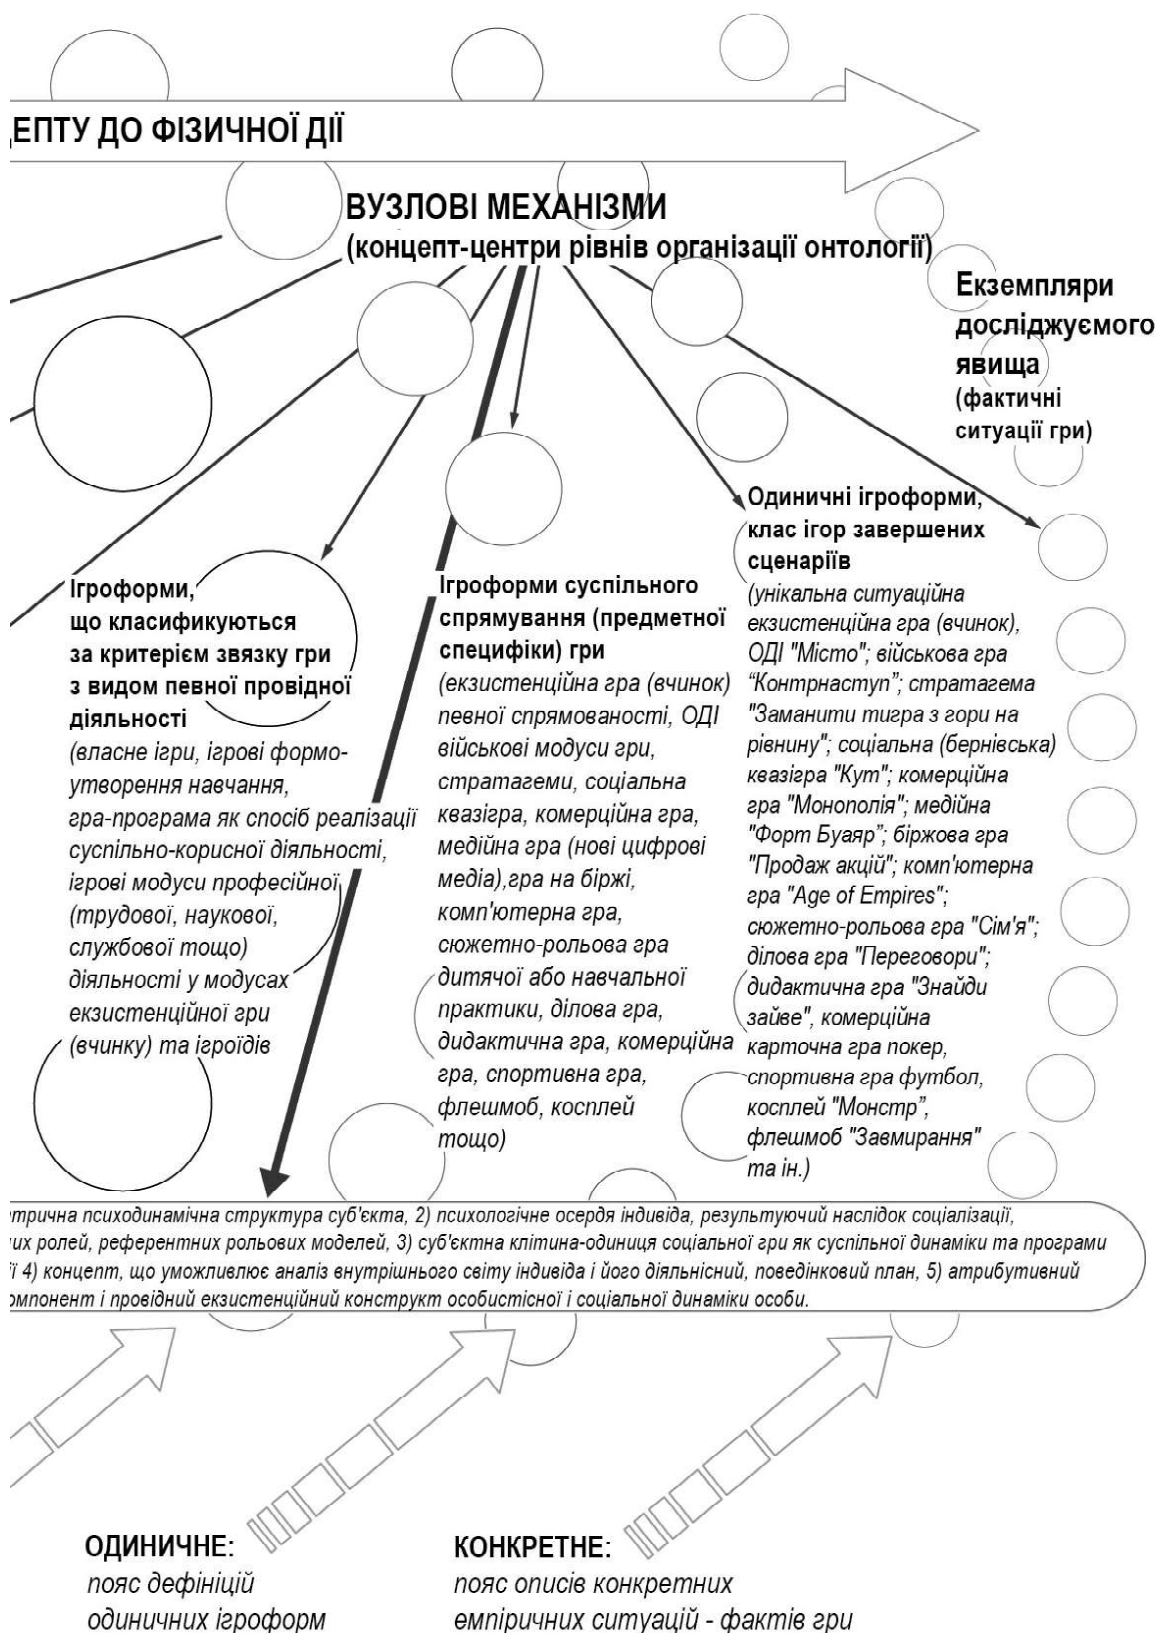 ЕПТУ ДО ФІЗИЧНОЇ ДІЇ
ВУЗЛОВІ МЕХАНІЗМИ
(концепт-центри рівнів організації онтології)
Екземпляри
досліджуємого
явища
(фактичні
ситуації гри)
Ігроформи,
що класификуються
за критерієм звязку гри
з видом певної провідної
діяльності
(власне ігри, ігрові формо-
утворення навчання,
гра-програма як спосіб реалізації
суспільно-корисної діяльності,
ігрові модуси професійної
(трудової, наукової,
службової тощо)
діяльності у модусах
екзистенційної гри
(вчинку) та ігроїдів
Ігроформи суспільного
спрямування (предметної
специфіки) гри
(екзистенційна гра (вчинок)
певної спрямованості, ОДІ
військові модуси гри,
стратагеми, соціальна
квазігра, комерційна гра,
медійна гра (нові цифрові
медіа),гра на біржі,
комп'ютерна гра,
сюжетно-рольова гра
дитячої або навчальної
практики, ділова гра,
дидактична гра, комерційна
гра, спортивна гра,
флешмоб, косплей
тощо)
Одиничні ігроформи,
клас ігор завершених
сценаріїв
(унікальна ситуаційна
екзистенційна гра (вчинок),
ОДІ "Місто"; військова гра
“Контрнаступ”; стратагема
"Заманити тигра з гори на
рівнину"; соціальна (бернівська)
квазігра "Кут"; комерційна
гра "Монополія"; медійна
"Форт Буаяр”; біржова гра
"Продаж акцій"; комп'ютерна
гра "Age of Empires";
сюжетно-рольова гра "Сім'я";
ділова гра "Переговори";
дидактична гра "Знайди
зайве", комерційна
карточна гра покер,
спортивна гра футбол,
косплей "Монстр”,
флешмоб "Завмирання"
та ін.)
трична психодинамічна структура суб'єкта, 2) психологічне осердя індивіда, результуючий наслідок соціалізації,
их ролей, референтних рольових моделей, 3) суб'єктна клітина-одиниця соціальної гри як суспільної динаміки та програми
ї 4) концепт, що уможливлює аналіз внутрішнього світу індивіда і його діяльнісний, поведінковий план, 5) атрибутивний
омпонент і провідний екзистенційний конструкт особистісної і соціальної динаміки особи.
ОДИНИЧНЕ:
пояс дефініцій
одиничних ігроформ
КОНКРЕТНЕ:
пояс описів конкретних
емпіричних ситуацій - фактів гри